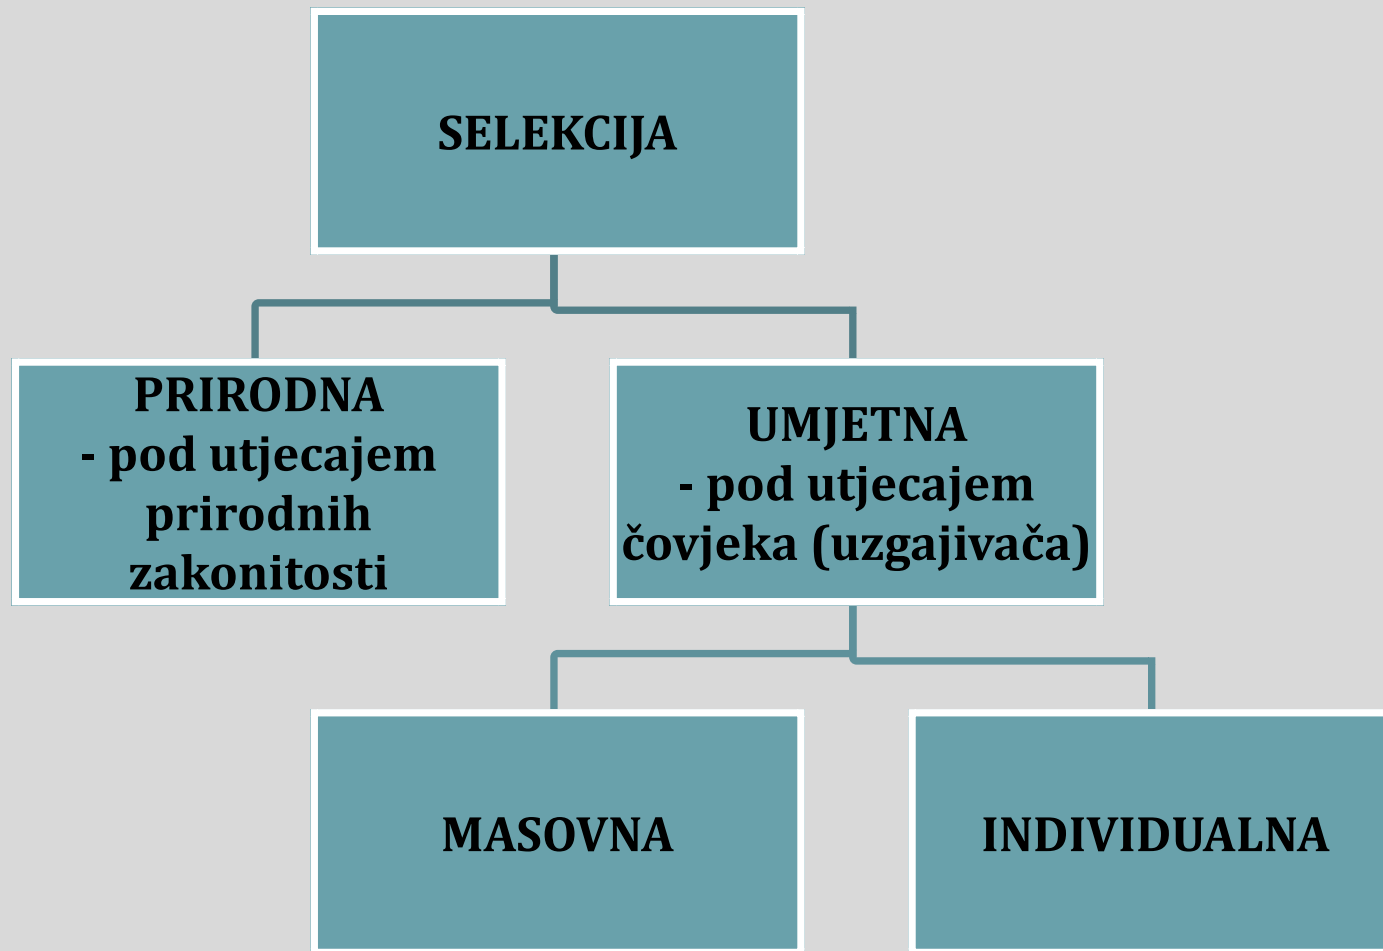 SELEKCIJA
PRIRODNA
- pod utjecajem
prirodnih
zakonitosti
UMJETNA
- pod utjecajem
čovjeka (uzgajivača)
MASOVNA
INDIVIDUALNA